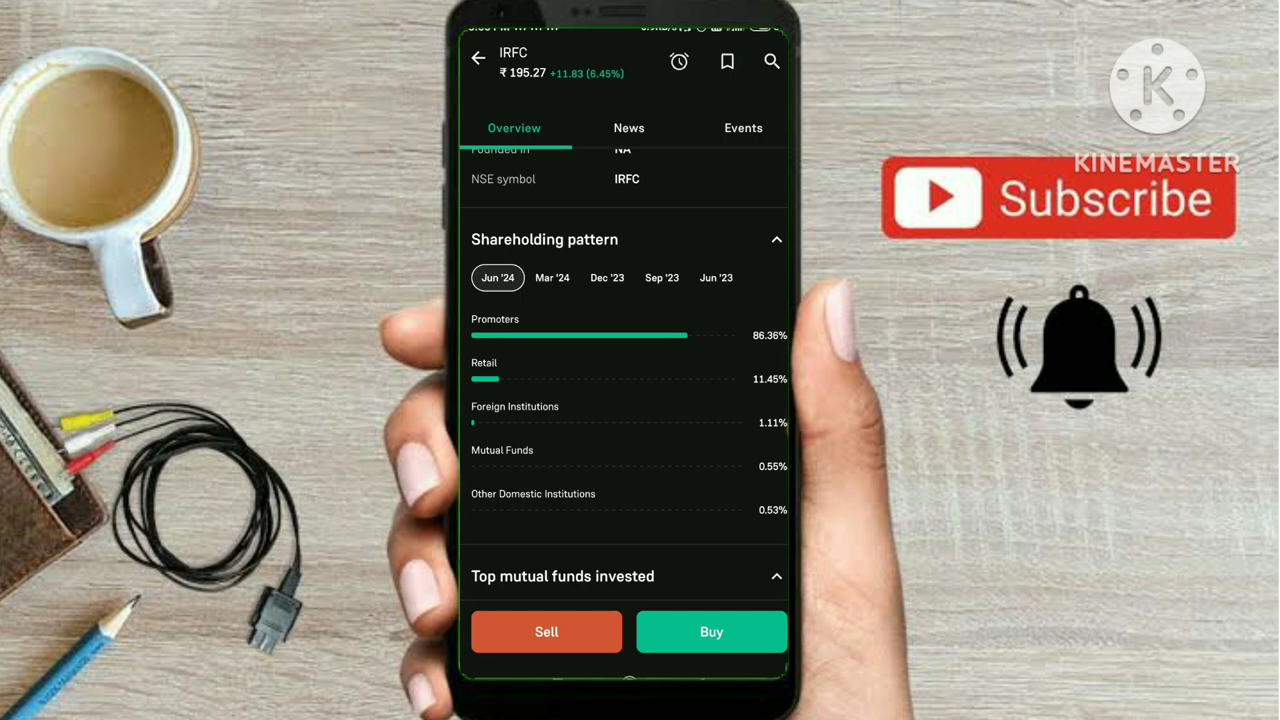 IRFC
₹ 195.27 +11.83 (6.45%)
Overview News Events
Founded in NA
NSE symbol IRFC
Shareholding pattern
Jun '24 Mar '24 Dec '23 Sep '23 Jun '23
Promoters
86.36%
Retail
11.45%
Foreign Institutions
1.11%
Mutual Funds
0.55%
Other Domestic Institutions
0.53%
Top mutual funds invested
Sell Buy
K
KINEMASTER
Subscribe